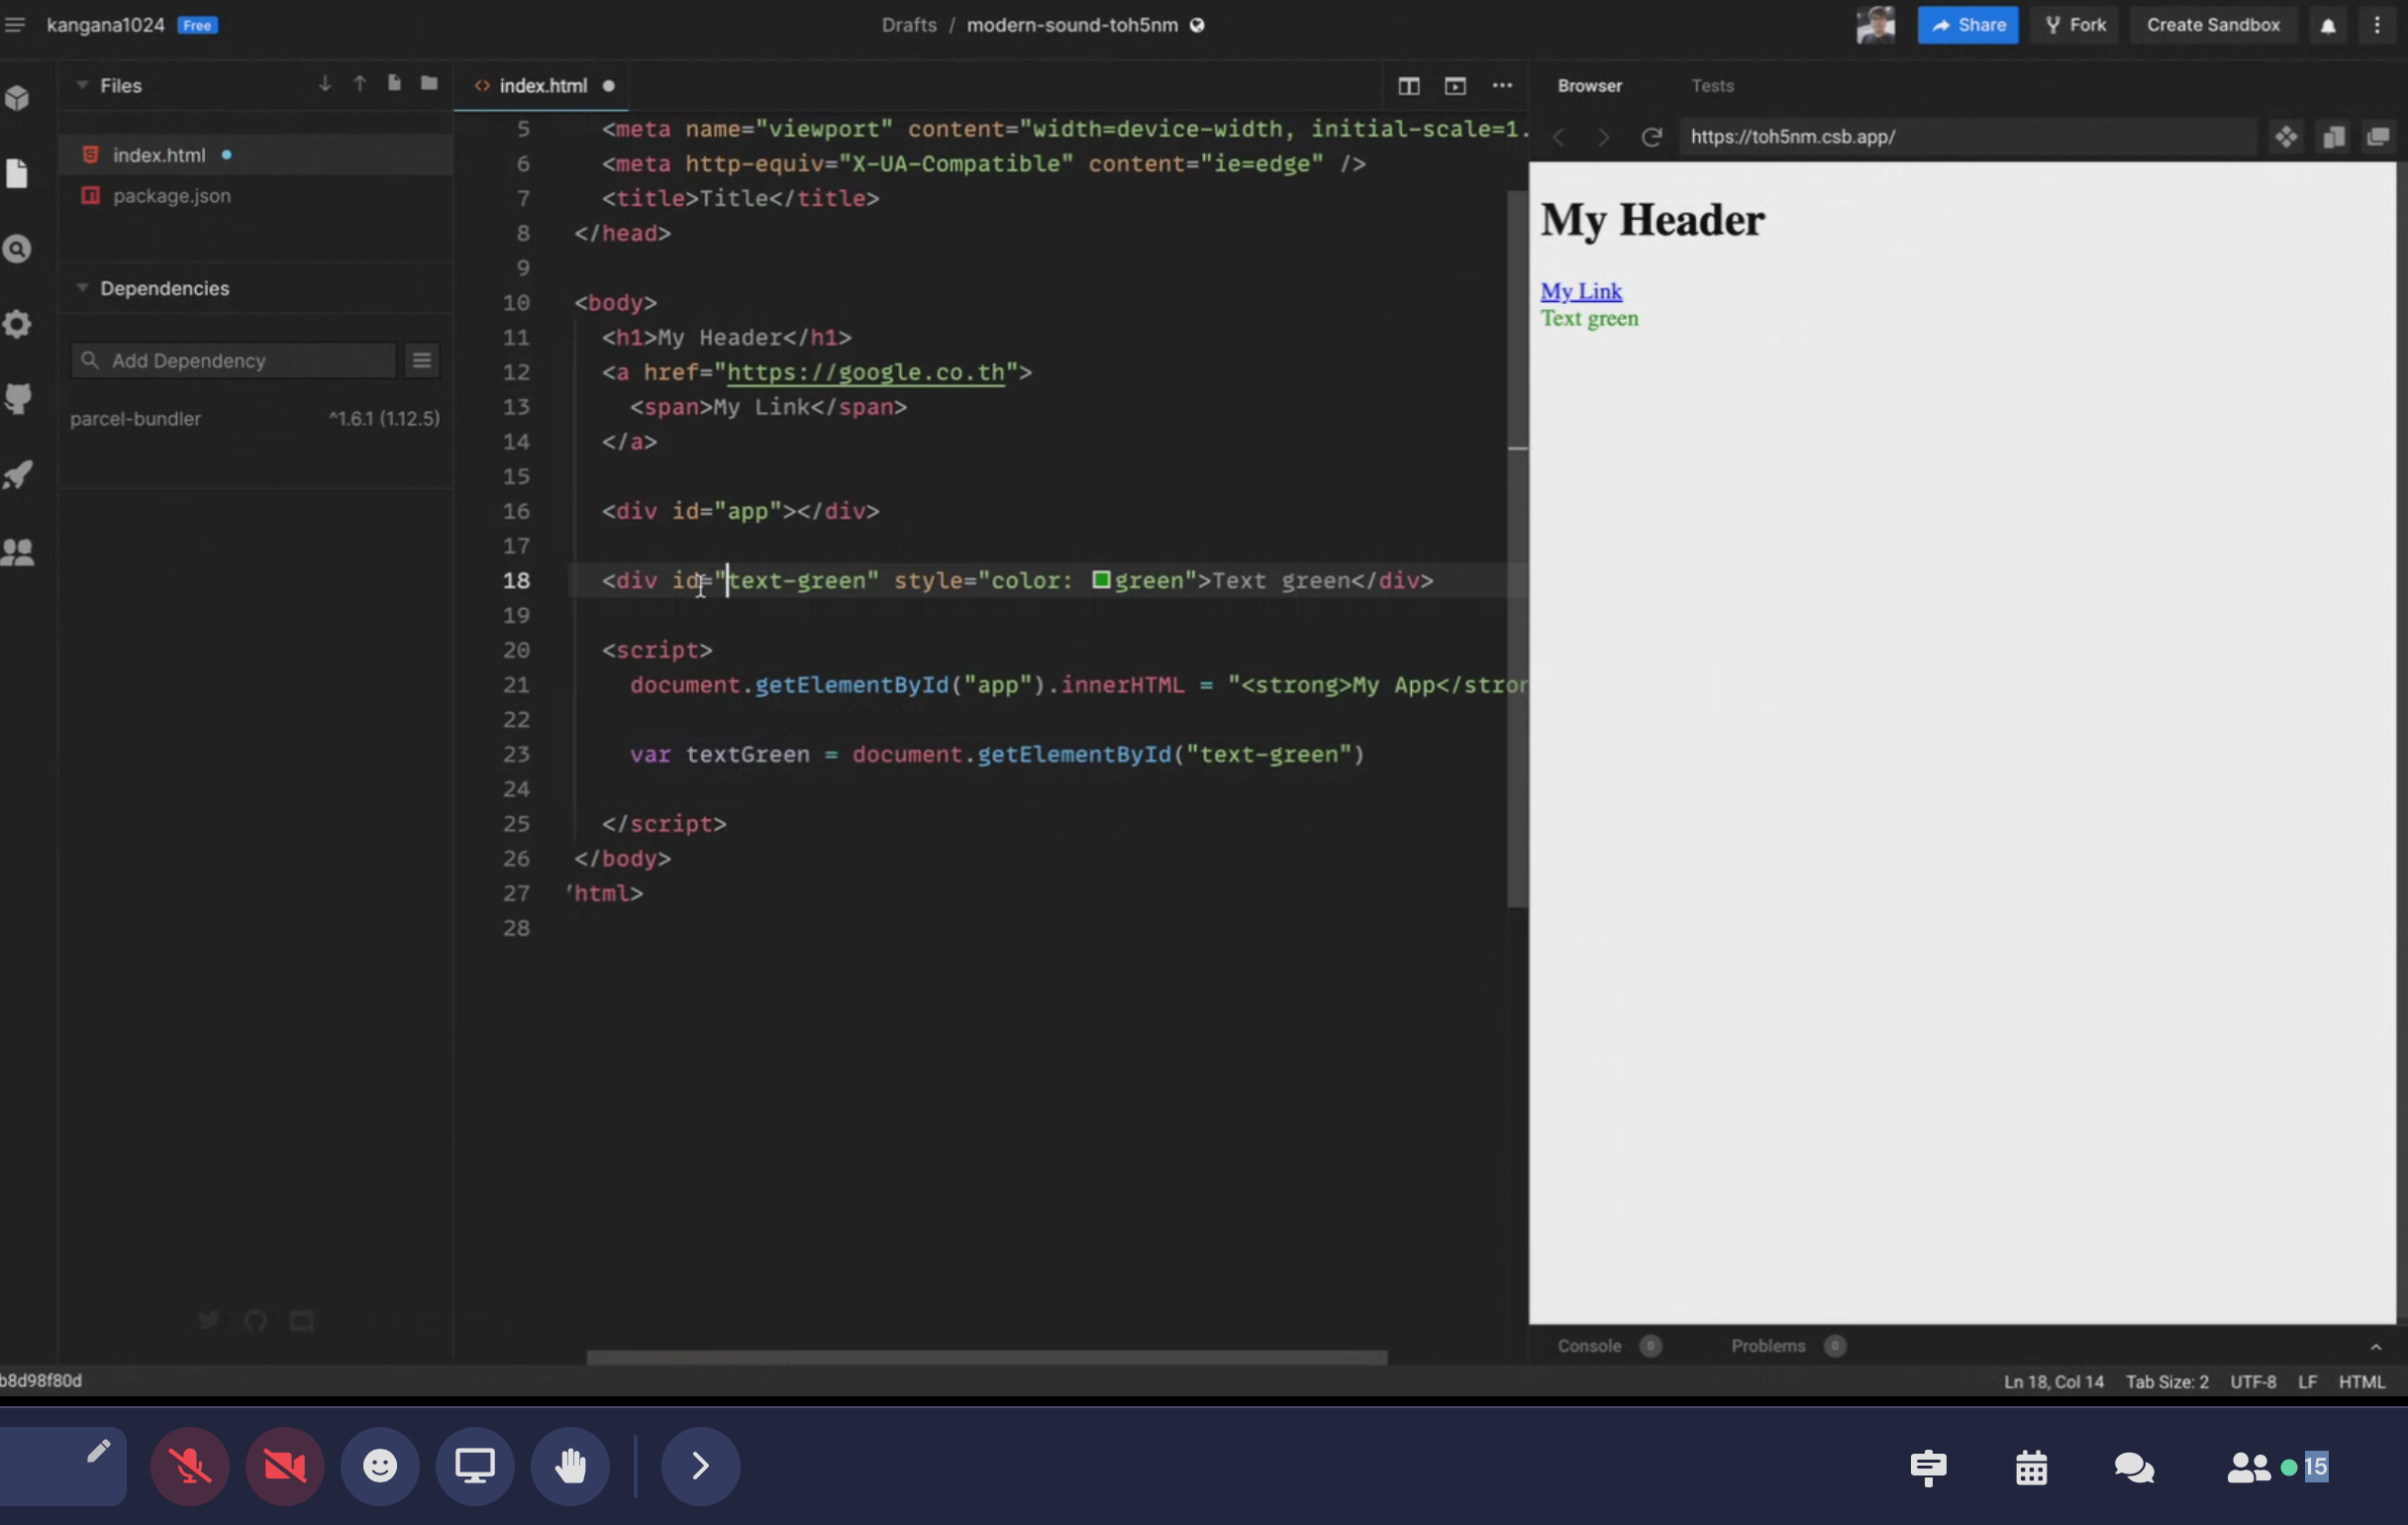 kangana1024 Free
Drafts / modern-sound-toh5nm
Share Fork Create Sandbox
Files
index.html
package.json
Dependencies
Add Dependency
parcel-bundler ^1.6.1 (1.12.5)
index.html
5 <meta name="viewport" content="width=device-width, initial-scale=1.
6 <meta http-equiv="X-UA-Compatible" content="ie=edge" />
7 <title>Title</title>
8 </head>
9
10 <body>
11 <h1>My Header</h1>
12 <a href="https://google.co.th">
13 <span>My Link</span>
14 </a>
15
16 <div id="app"></div>
17
18 <div id="text-green" style="color: green">Text green</div>
19
20 <script>
21 document.getElementById("app").innerHTML = "<strong>My App</stron
22
23 var textGreen = document.getElementById("text-green")
24
25 </script>
26 </body>
27 html>
28
Browser Tests
https://toh5nm.csb.app/
My Header
My Link
Text green
Console 0 Problems 0
b8d98f80d
Ln 18, Col 14 Tab Size: 2 UTF-8 LF HTML
15